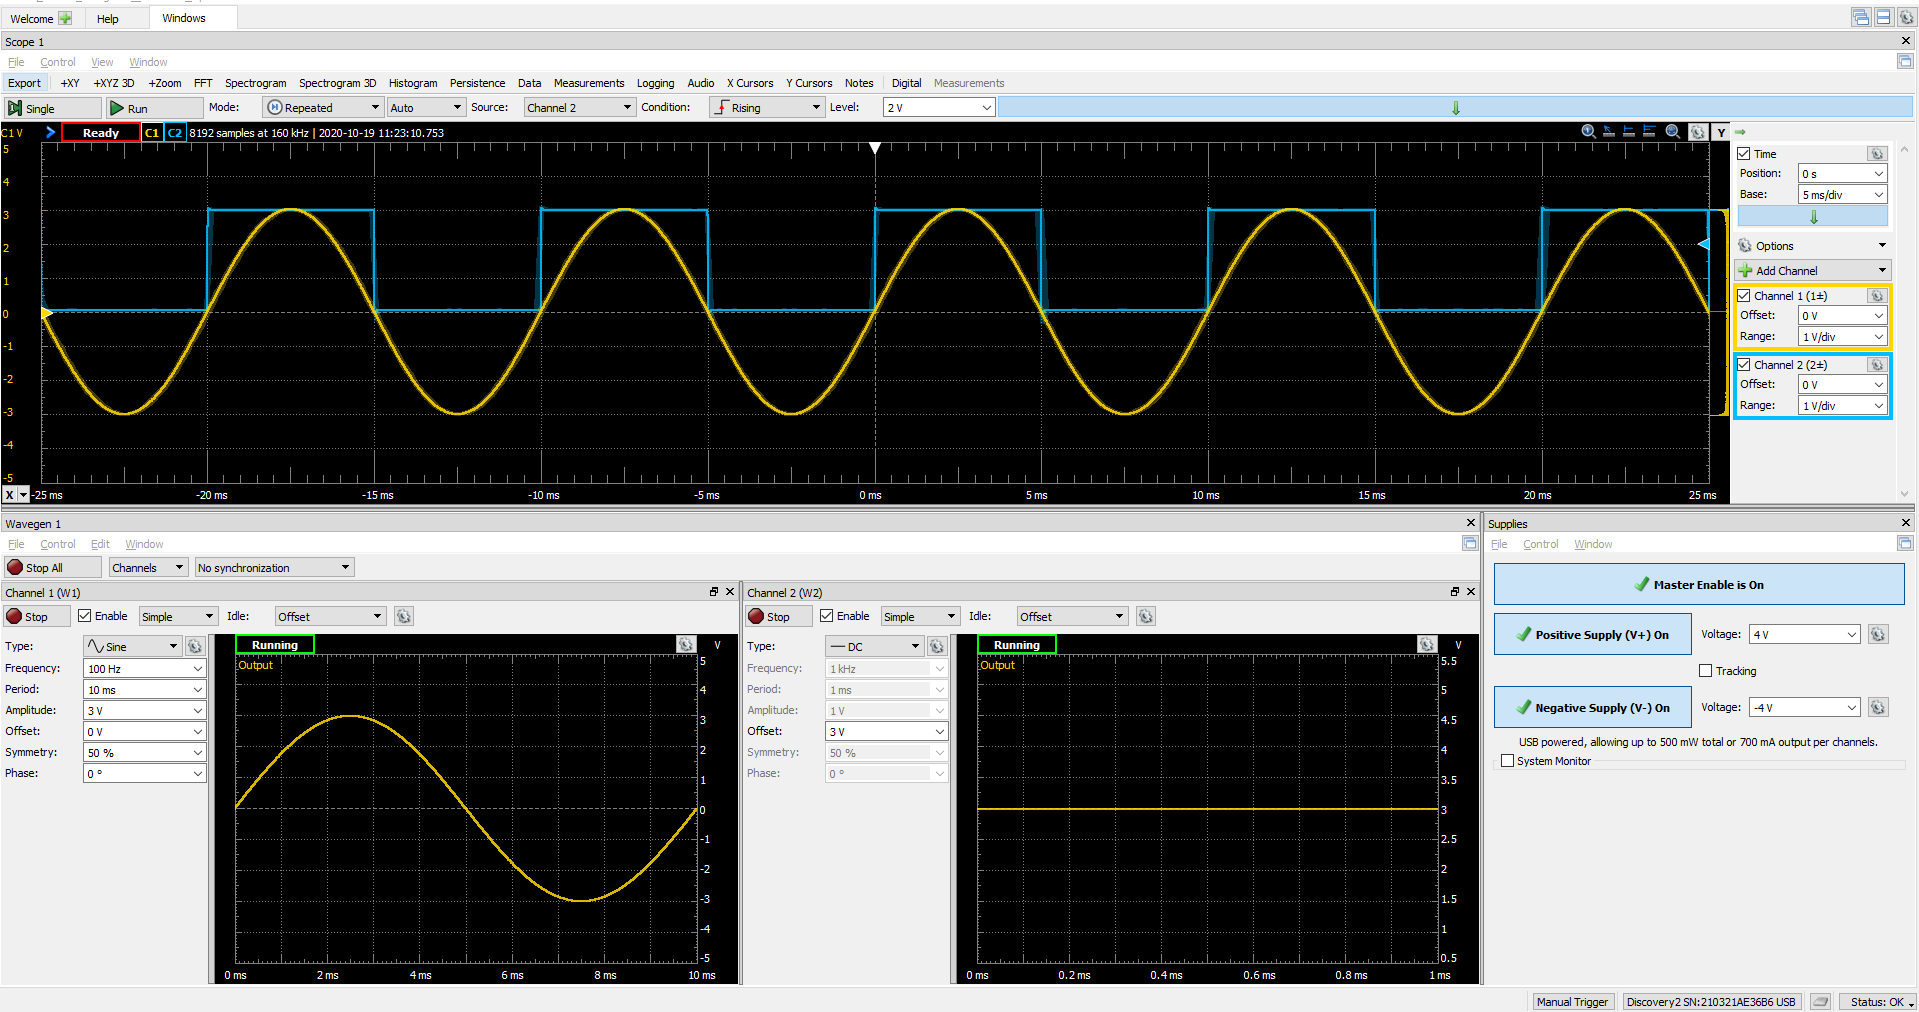 Welcome Help Windows
Scope 1
File Control View Window
Export +XY +XYZ 3D +Zoom FFT Spectrogram Spectrogram 3D Histogram Persistence Data Measurements Logging Audio X Cursors Y Cursors Notes Digital Measurements
Single Run Mode: Repeated Auto Source: Channel 2 Condition: Rising Level: 2 V
C1 V Ready C1 C2 8192 samples at 160 kHz | 2020-10-19 11:23:10.753 Y
5
4
3
2
1
0
-1
-2
-3
-4
-5
X -25 ms -20 ms -15 ms -10 ms -5 ms 0 ms 5 ms 10 ms 15 ms 20 ms 25 ms
Time
Position: 0 s
Base: 5 ms/div
Options
Add Channel
Channel 1 (1±)
Offset: 0 V
Range: 1 V/div
Channel 2 (2±)
Offset: 0 V
Range: 1 V/div
Wavegen 1
File Control Edit Window
Stop All Channels No synchronization
Channel 1 (W1)
Stop Enable Simple Idle: Offset
Type: Sine
Frequency: 100 Hz
Period: 10 ms
Amplitude: 3 V
Offset: 0 V
Symmetry: 50 %
Phase: 0 °
Running V
Output
5
4
3
2
1
0
-1
-2
-3
-4
-5
0 ms 2 ms 4 ms 6 ms 8 ms 10 ms
Channel 2 (W2)
Stop Enable Simple Idle: Offset
Type: DC
Frequency: 1 kHz
Period: 1 ms
Amplitude: 1 V
Offset: 3 V
Symmetry: 50 %
Phase: 0 °
Running V
Output
5.5
5
4.5
4
3.5
3
2.5
2
1.5
1
0.5
0 ms 0.2 ms 0.4 ms 0.6 ms 0.8 ms 1 ms
Supplies
File Control Window
Master Enable is On
Positive Supply (V+) On Voltage: 4 V
Tracking
Negative Supply (V-) On Voltage: -4 V
USB powered, allowing up to 500 mW total or 700 mA output per channels.
System Monitor
Manual Trigger Discovery2 SN:210321AE36B6 USB Status: OK